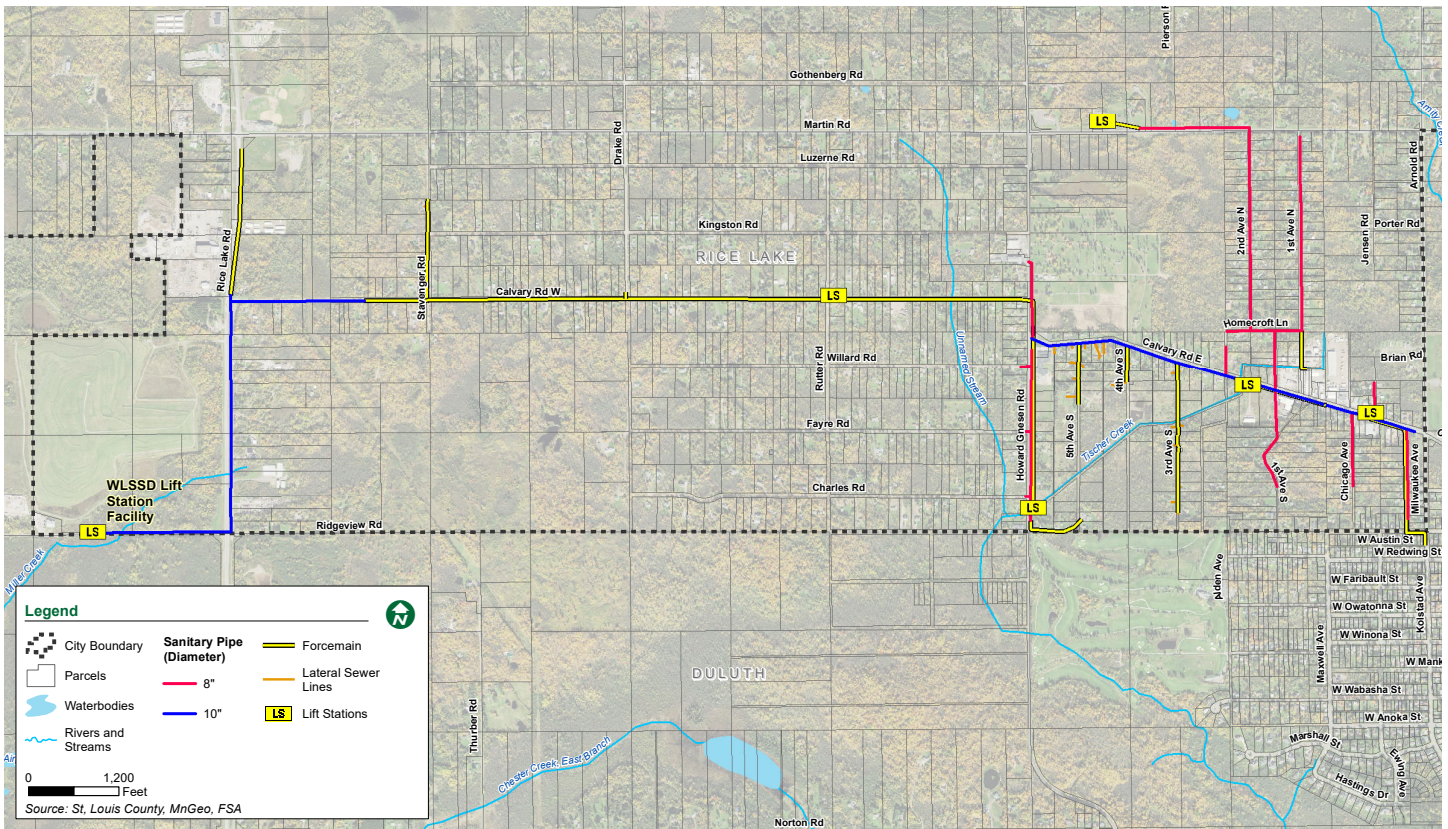 Pierson R
Gothenberg Rd
Amity Creek
LS
Martin Rd
Drake Rd
Luzerne Rd
Arnold Rd
Kingston Rd
2nd Ave N
1st Ave N
Jensen Rd
Porter Rd
Rice Lake Rd
RICE LAKE
Stavenger Rd
Calvary Rd W
LS
Homecroft Ln
Unnamed Stream
Calvary Rd E
Rutter Rd
Willard Rd
4th Ave S
Brian Rd
LS
Howard Gnesen Rd
5th Ave S
LS
Fayre Rd
Tischer Creek
3rd Ave S
1st Ave S
Chicago Ave
Milwaukee Ave
C
WLSSD Lift
Station
Facility
Charles Rd
LS
LS
Ridgeview Rd
W Austin St
W Redwing St
Miller Creek
Alden Ave
W Faribault St
Kolstad Ave
W Owatonna St
Maxwell Ave
W Winona St
W Mank
DULUTH
W Wabasha St
Thurber Rd
W Anoka St
Marshall St
Chester Creek, East Branch
Ewing Ave
Hastings Dr
Norton Rd
Legend
N
City Boundary
Parcels
Waterbodies
Rivers and
Streams
Sanitary Pipe
(Diameter)
8"
10"
Forcemain
Lateral Sewer
Lines
LS
Lift Stations
Air
0 1,200
Feet
Source: St, Louis County, MnGeo, FSA